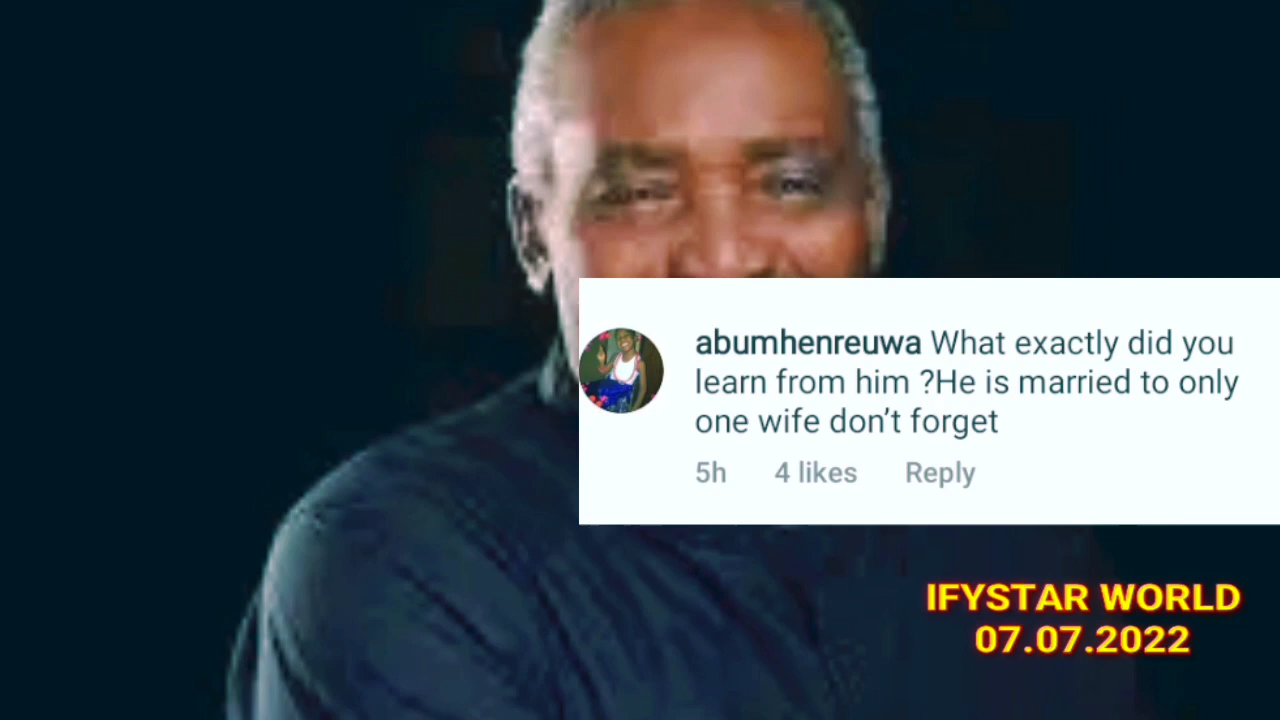 abumhenreuwa What exactly did you
learn from him ?He is married to only
one wife don’t forget
5h 4 likes Reply
IFYSTAR WORLD
07.07.2022